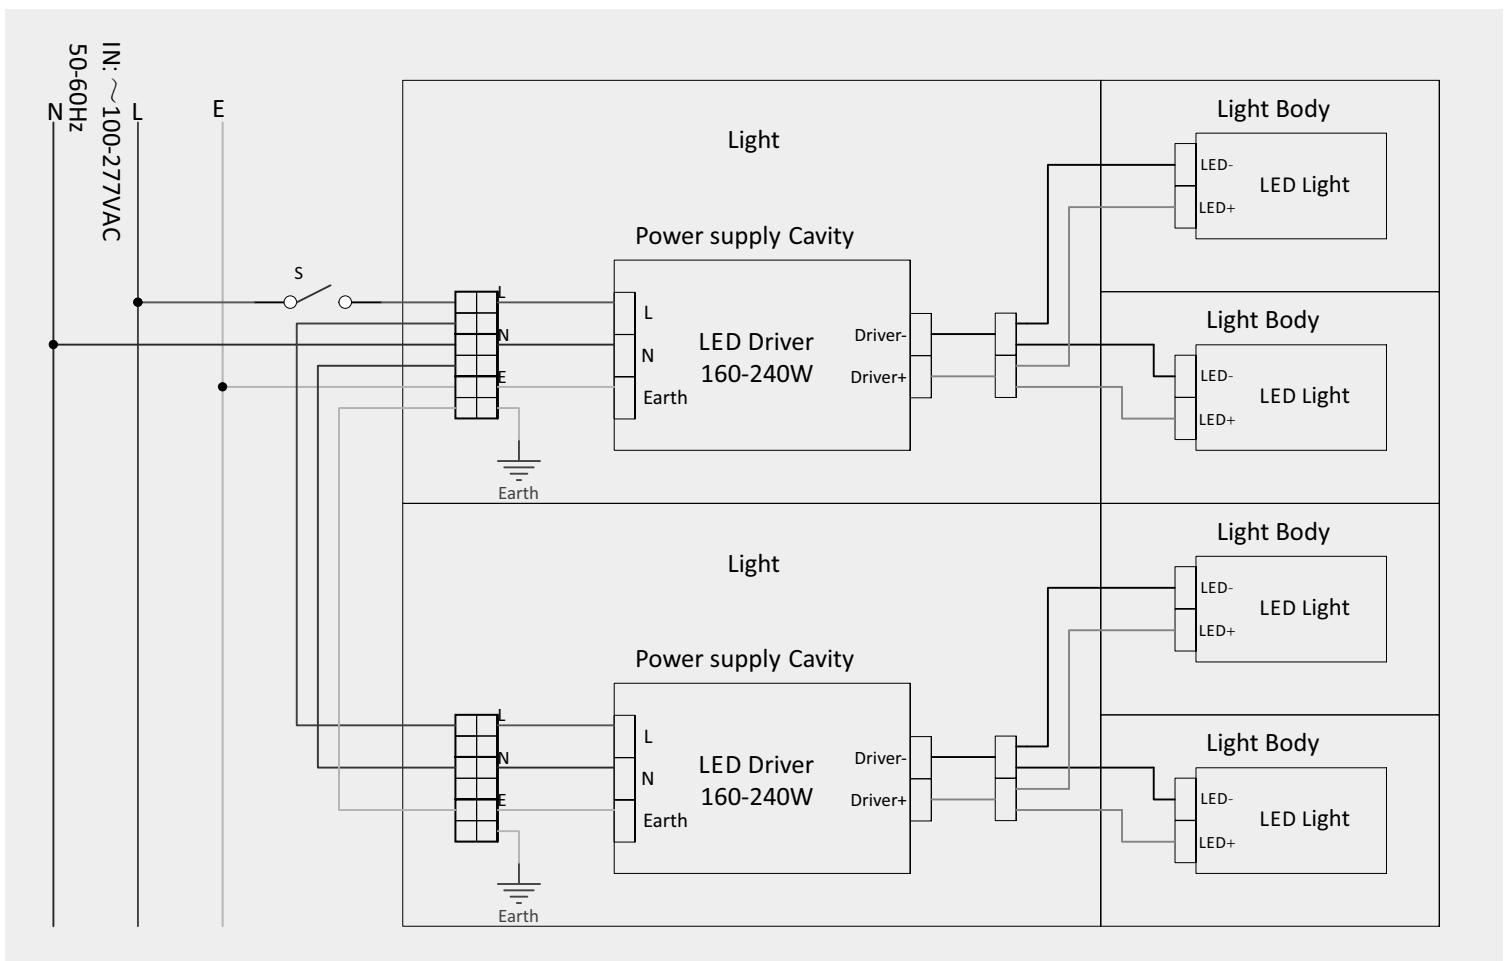 IN: ~100-277VAC
50-60Hz
N
L
E
S
Light
Power supply Cavity
L
N
E
L
N
Earth
LED Driver
160-240W
Driver-
Driver+
Earth
Light Body
LED-
LED+
LED Light
Light Body
LED-
LED+
LED Light
Light
Power supply Cavity
L
N
E
L
N
Earth
LED Driver
160-240W
Driver-
Driver+
Earth
Light Body
LED-
LED+
LED Light
Light Body
LED-
LED+
LED Light